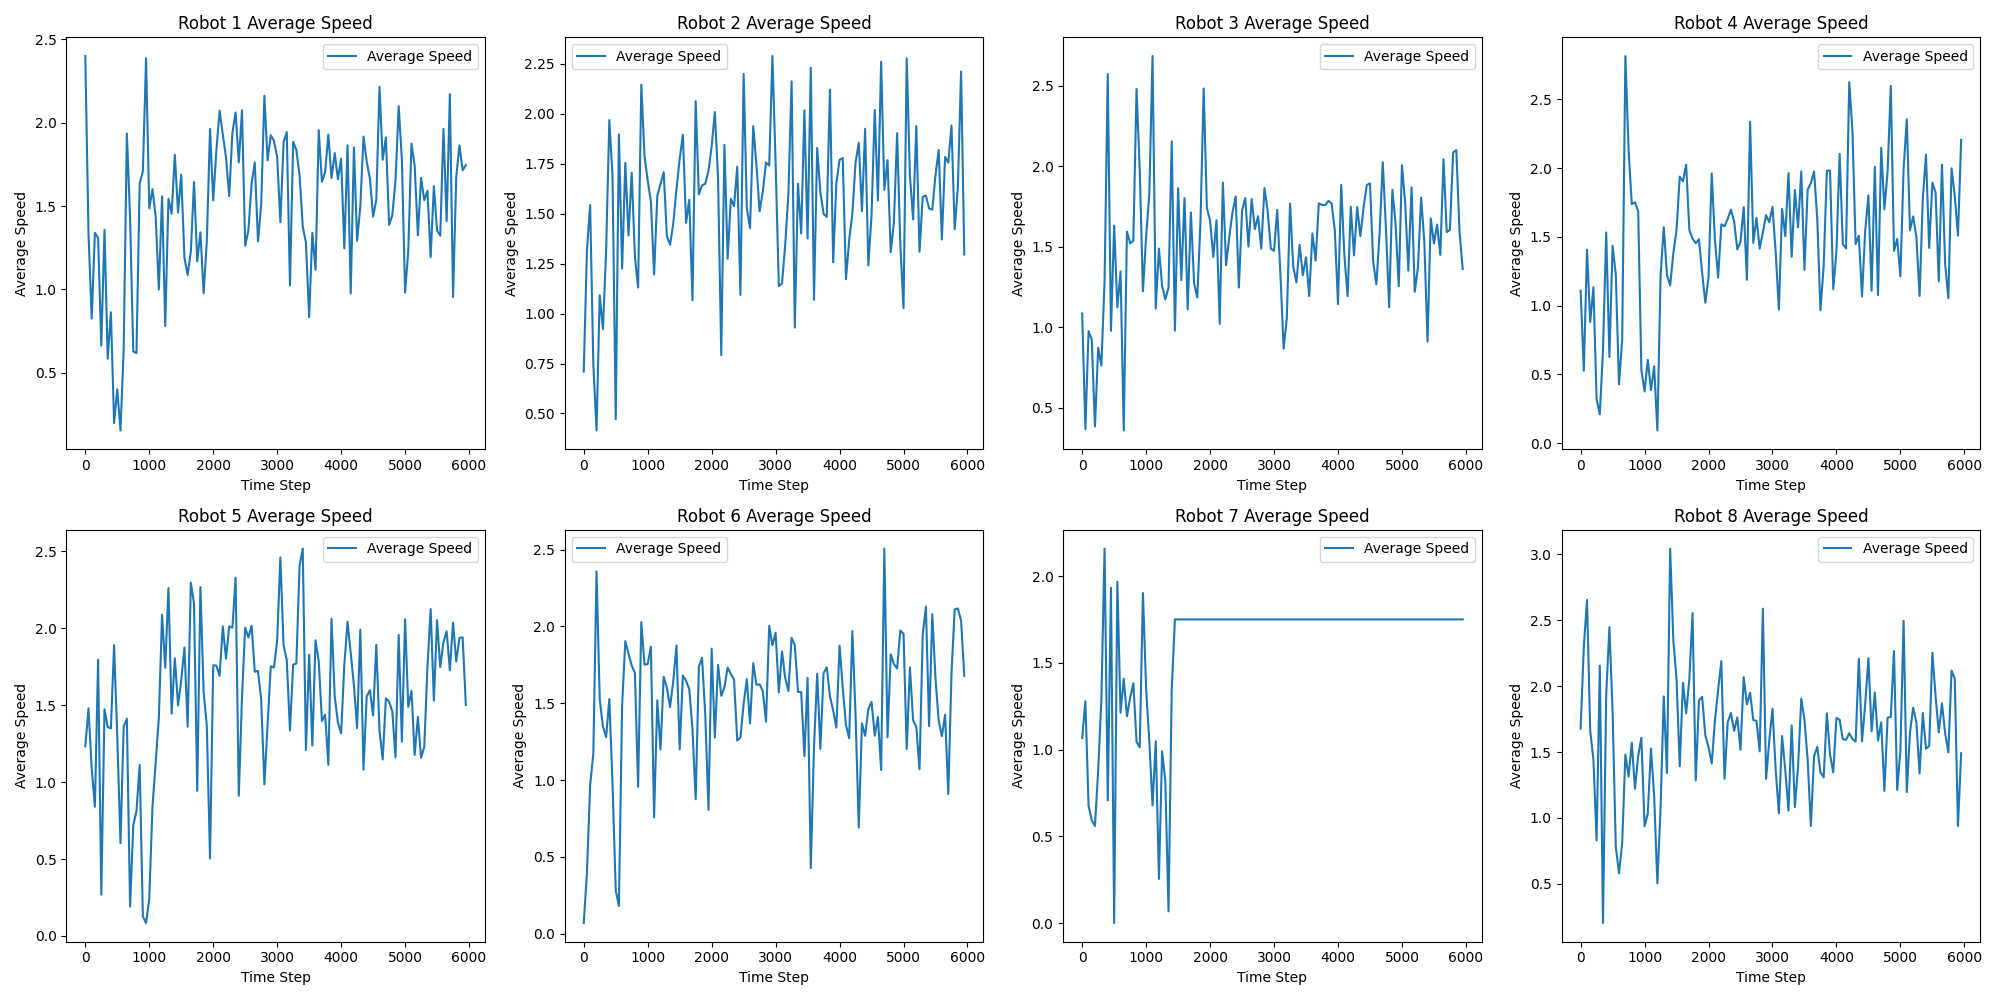 Robot 1 Average Speed
Average Speed
2.5
2.0
1.5
1.0
0.5
Average Speed
0 1000 2000 3000 4000 5000 6000
Time Step
Robot 2 Average Speed
Average Speed
2.25
2.00
1.75
1.50
1.25
1.00
0.75
0.50
Average Speed
0 1000 2000 3000 4000 5000 6000
Time Step
Robot 3 Average Speed
Average Speed
2.5
2.0
1.5
1.0
0.5
Average Speed
0 1000 2000 3000 4000 5000 6000
Time Step
Robot 4 Average Speed
Average Speed
2.5
2.0
1.5
1.0
0.5
0.0
Average Speed
0 1000 2000 3000 4000 5000 6000
Time Step
Robot 5 Average Speed
Average Speed
2.5
2.0
1.5
1.0
0.5
0.0
Average Speed
0 1000 2000 3000 4000 5000 6000
Time Step
Robot 6 Average Speed
Average Speed
2.5
2.0
1.5
1.0
0.5
0.0
Average Speed
0 1000 2000 3000 4000 5000 6000
Time Step
Robot 7 Average Speed
Average Speed
2.0
1.5
1.0
0.5
0.0
Average Speed
0 1000 2000 3000 4000 5000 6000
Time Step
Robot 8 Average Speed
Average Speed
3.0
2.5
2.0
1.5
1.0
0.5
Average Speed
0 1000 2000 3000 4000 5000 6000
Time Step